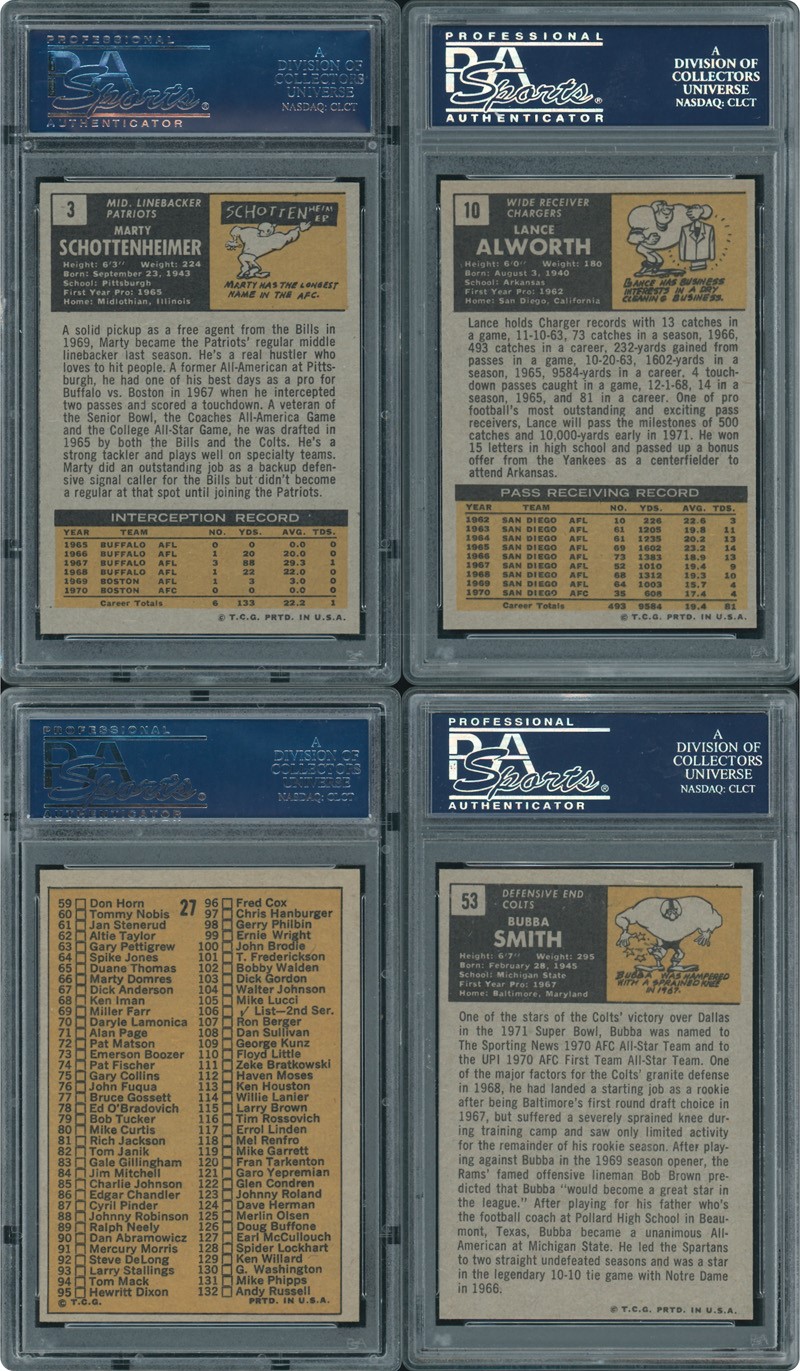 PROFESSIONAL
PSA
Sports®
AUTHENTICATOR
A
DIVISION OF
COLLECTORS
UNIVERSE
NASDAQ: CLCT
3
MID. LINEBACKER
PATRIOTS
MARTY
SCHOTTENHEIMER
Height: 6'3" Weight: 224
Born: September 23, 1943
School: Pittsburgh
First Year Pro: 1965
Home: Midlothian, Illinois
SCHOTTENHEIM
ER
MARTY HAS THE LONGEST
NAME IN THE AFC.
A solid pickup as a free agent from the Bills in
1969, Marty became the Patriots' regular middle
linebacker last season. He's a real hustler who
loves to hit people. A former All-American at Pitts-
burgh, he had one of his best days as a pro for
Buffalo vs. Boston in 1967 when he intercepted
two passes and scored a touchdown. A veteran of
the Senior Bowl, the Coaches All-America Game
and the College All-Star Game, he was drafted in
1965 by both the Bills and the Colts. He's a
strong tackler and plays well on specialty teams.
Marty did an outstanding job as a backup defen-
sive signal caller for the Bills but didn't become
a regular at that spot until joining the Patriots.
INTERCEPTION RECORD
YEAR TEAM NO. YDS. AVG. TDS.
1965 BUFFALO AFL 0 0 0.0 0
1966 BUFFALO AFL 1 20 20.0 0
1967 BUFFALO AFL 3 88 29.3 1
1968 BUFFALO AFL 1 22 22.0 0
1969 BOSTON AFL 1 3 3.0 0
1970 BOSTON AFC 0 0 0.0 0
Career Totals 6 133 22.2 1
© T.C.G. PRTD. IN U.S.A.
PROFESSIONAL
PSA
Sports®
AUTHENTICATOR
A
DIVISION OF
COLLECTORS
UNIVERSE
NASDAQ: CLCT
10
WIDE RECEIVER
CHARGERS
LANCE
ALWORTH
Height: 6'0" Weight: 180
Born: August 3, 1940
School: Arkansas
First Year Pro: 1962
Home: San Diego, California
LANCE HAS BUSINESS
INTERESTS IN A DRY
CLEANING BUSINESS.
Lance holds Charger records with 13 catches in
a game, 11-10-63, 73 catches in a season, 1966,
493 catches in a career, 232-yards gained from
passes in a game, 10-20-63, 1602-yards in a
season, 1965, 9584-yards in a career. 4 touch-
down passes caught in a game, 12-1-68, 14 in a
season, 1965, and 81 in a career. One of pro
football's most outstanding and exciting pass
receivers, Lance will pass the milestones of 500
catches and 10,000-yards early in 1971. He won
15 letters in high school and passed up a bonus
offer from the Yankees as a centerfielder to
attend Arkansas.
PASS RECEIVING RECORD
YEAR TEAM NO. YDS. AVG. TDS.
1962 SAN DIEGO AFL 10 226 22.6 3
1963 SAN DIEGO AFL 61 1205 19.8 11
1964 SAN DIEGO AFL 61 1235 20.2 13
1965 SAN DIEGO AFL 69 1602 23.2 14
1966 SAN DIEGO AFL 73 1383 18.9 13
1967 SAN DIEGO AFL 52 1010 19.4 9
1968 SAN DIEGO AFL 68 1312 19.3 10
1969 SAN DIEGO AFL 64 1003 15.7 4
1970 SAN DIEGO AFC 35 608 17.4 4
Career Totals 493 9584 19.4 81
© T.C.G. PRTD. IN U.S.A.
PROFESSIONAL
PSA
Sports®
AUTHENTICATOR
A
DIVISION OF
COLLECTORS
UNIVERSE
NASDAQ: CLCT
27
59 Don Horn
60 Tommy Nobis
61 Jan Stenerud
62 Altie Taylor
63 Gary Pettigrew
64 Spike Jones
65 Duane Thomas
66 Marty Domres
67 Dick Anderson
68 Ken Iman
69 Miller Farr
70 Daryle Lamonica
71 Alan Page
72 Pat Matson
73 Emerson Boozer
74 Pat Fischer
75 Gary Collins
76 John Fuqua
77 Bruce Gossett
78 Ed O'Bradovich
79 Bob Tucker
80 Mike Curtis
81 Rich Jackson
82 Tom Janik
83 Gale Gillingham
84 Jim Mitchell
85 Charlie Johnson
86 Edgar Chandler
87 Cyril Pinder
88 Johnny Robinson
89 Ralph Neely
90 Dan Abramowicz
91 Mercury Morris
92 Steve DeLong
93 Larry Stallings
94 Tom Mack
95 Hewritt Dixon
© T.C.G.
96 Fred Cox
97 Chris Hanburger
98 Gerry Philbin
99 Ernie Wright
100 John Brodie
101 T. Frederickson
102 Bobby Walden
103 Dick Gordon
104 Walter Johnson
105 Mike Lucci
106 ✓ List—2nd Ser.
107 Ron Berger
108 Dan Sullivan
109 George Kunz
110 Floyd Little
111 Zeke Bratkowski
112 Haven Moses
113 Ken Houston
114 Willie Lanier
115 Larry Brown
116 Tim Rossovich
117 Errol Linden
118 Mel Renfro
119 Mike Garrett
120 Fran Tarkenton
121 Garo Yepremian
122 Glen Condren
123 Johnny Roland
124 Dave Herman
125 Merlin Olsen
126 Doug Buffone
127 Earl McCullouch
128 Spider Lockhart
129 Ken Willard
130 G. Washington
131 Mike Phipps
132 Andy Russell
PRTD. IN U.S.A.
PROFESSIONAL
PSA
Sports®
AUTHENTICATOR
A
DIVISION OF
COLLECTORS
UNIVERSE
NASDAQ: CLCT
53
DEFENSIVE END
COLTS
BUBBA
SMITH
Height: 6'7" Weight: 295
Born: February 28, 1945
School: Michigan State
First Year Pro: 1967
Home: Baltimore, Maryland
BUBBA WAS HAMPERED
WITH A SPRAINED KNEE
IN 1967.
One of the stars of the Colts' victory over Dallas
in the 1971 Super Bowl, Bubba was named to
The Sporting News 1970 AFC All-Star Team and to
the UPI 1970 AFC First Team All-Star Team. One
of the major factors for the Colts' granite defense
in 1968, he had landed a starting job as a rookie
after being Baltimore's first round draft choice in
1967, but suffered a severely sprained knee dur-
ing training camp and saw only limited activity
for the remainder of his rookie season. After play-
ing against Bubba in the 1969 season opener, the
Rams' famed offensive lineman Bob Brown pre-
dicted that Bubba "would become a great star in
the league." After playing for his father who's
the football coach at Pollard High School in Beau-
mont, Texas, Bubba became a unanimous All-
American at Michigan State. He led the Spartans
to two straight undefeated seasons and was a star
in the legendary 10-10 tie game with Notre Dame
in 1966.
© T.C.G. PRTD. IN U.S.A.